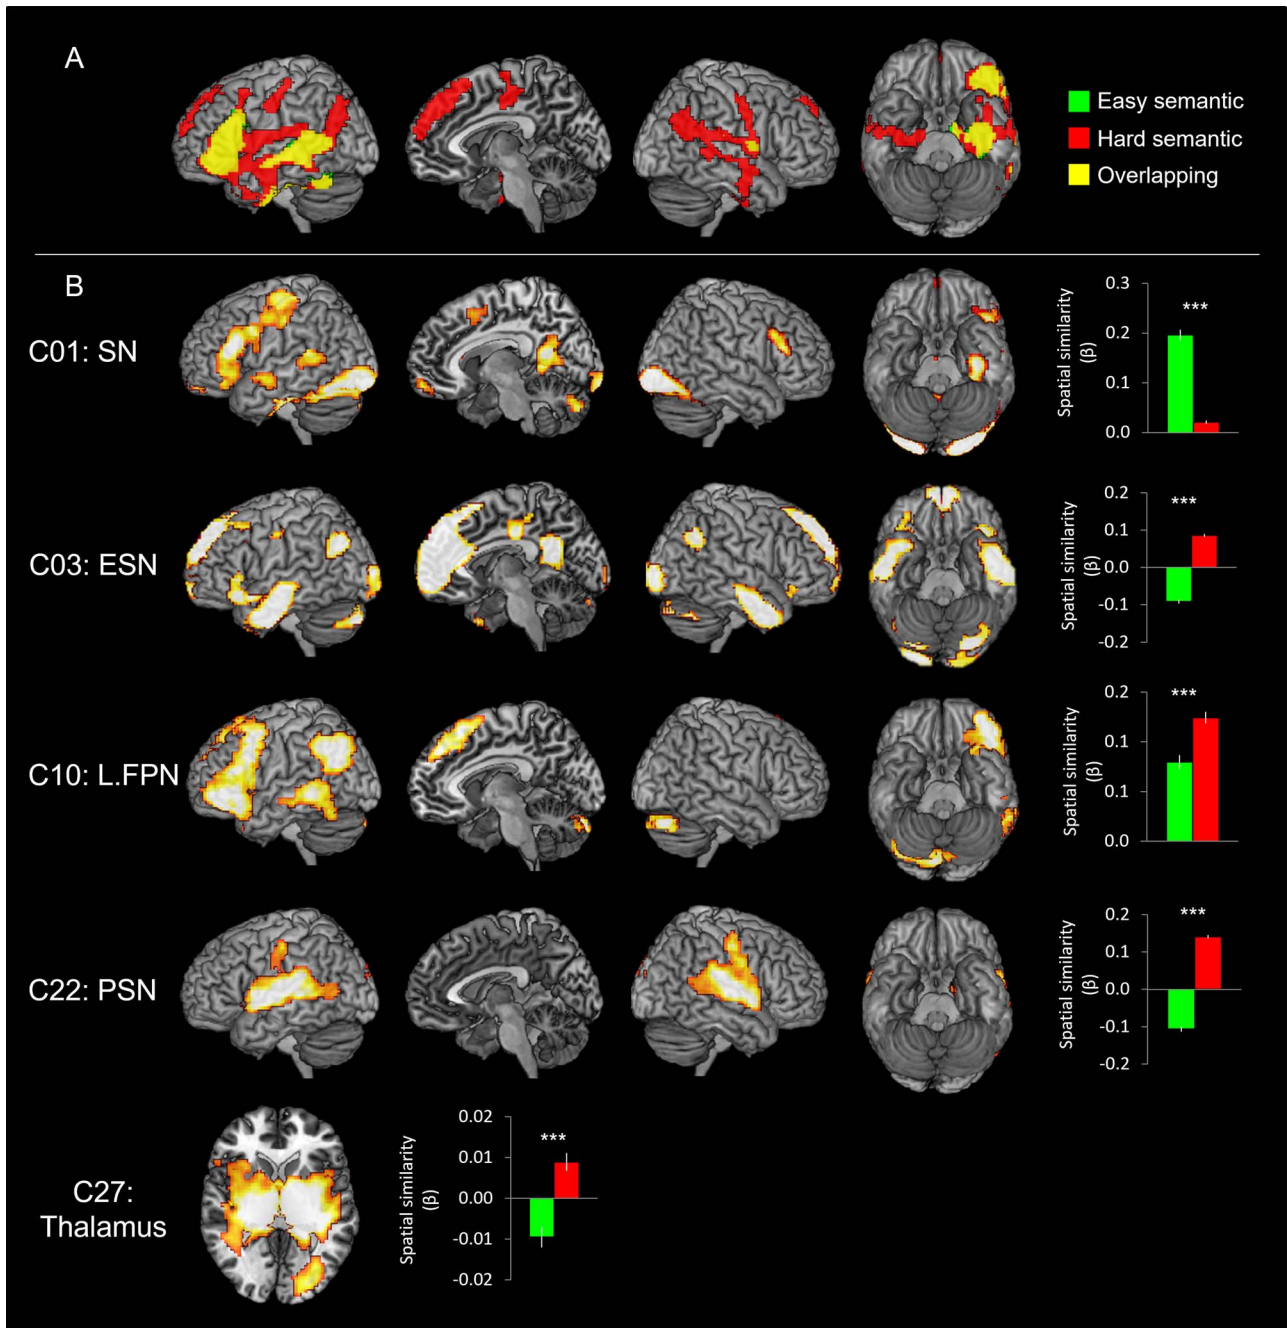 A
Easy semantic
Hard semantic
Overlapping
B
C01: SN
Spatial similarity
(β)
0.3
0.2
0.1
0.0
***
C03: ESN
Spatial similarity
(β)
0.2
0.1
0.0
-0.1
-0.2
***
C10: L.FPN
Spatial similarity
(β)
0.2
0.1
0.1
0.0
***
C22: PSN
Spatial similarity
(β)
0.2
0.1
0.0
-0.1
-0.2
***
C27:
Thalamus
Spatial similarity
(β)
0.02
0.01
0.00
-0.01
-0.02
***